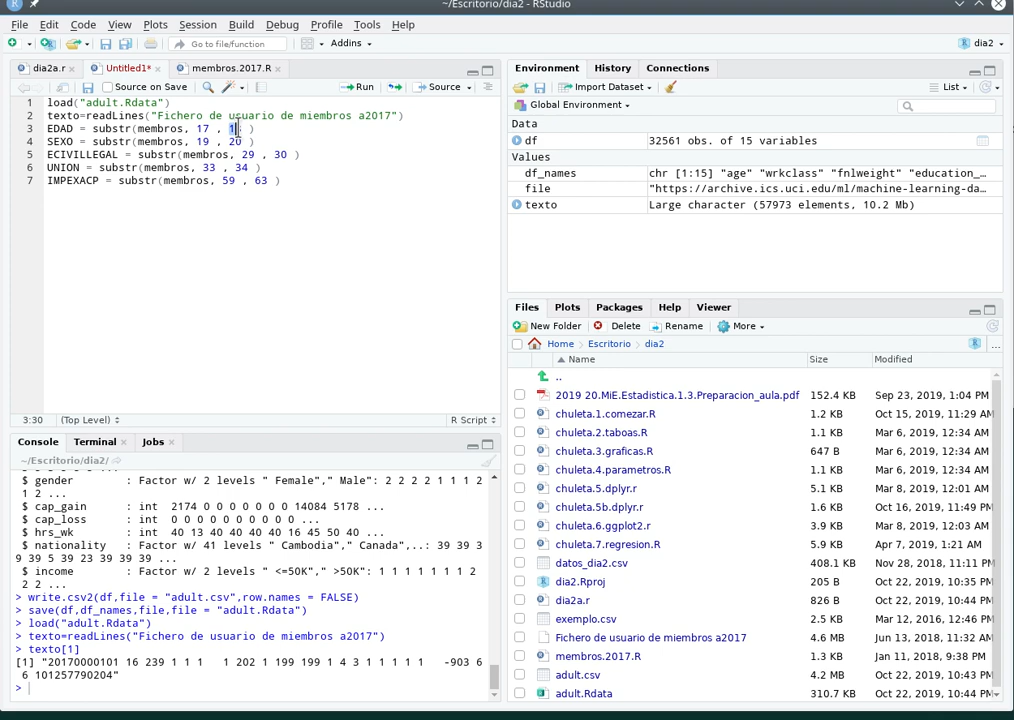 ~/Escritorio/dia2 - RStudio
File Edit Code View Plots Session Build Debug Profile Tools Help
Go to file/function Addins dia2
dia2a.r Untitled1* membros.2017.R
Source on Save Run Source
1 load("adult.Rdata")
2 texto=readLines("Fichero de usuario de miembros a2017")
3 EDAD = substr(membros, 17 , )
4 SEXO = substr(membros, 19 , 20 )
5 ECIVILLEGAL = substr(membros, 29 , 30 )
6 UNION = substr(membros, 33 , 34 )
7 IMPEXACP = substr(membros, 59 , 63 )
3:30 (Top Level) R Script
Console Terminal Jobs
~/Escritorio/dia2/
$ gender : Factor w/ 2 levels " Female"," Male": 2 2 2 2 1 1 1 2
1 2 ...
$ cap_gain : int 2174 0 0 0 0 0 0 0 14084 5178 ...
$ cap_loss : int 0 0 0 0 0 0 0 0 0 0 ...
$ hrs_wk : int 40 13 40 40 40 40 16 45 50 40 ...
$ nationality : Factor w/ 41 levels " Cambodia"," Canada",..: 39 39 3
9 39 5 39 23 39 39 39 ...
$ income : Factor w/ 2 levels " <=50K"," >50K": 1 1 1 1 1 1 1 2
2 2 ...
> write.csv2(df,file = "adult.csv",row.names = FALSE)
> save(df,df_names,file,file = "adult.Rdata")
> load("adult.Rdata")
> texto=readLines("Fichero de usuario de miembros a2017")
> texto[1]
[1] "20170000101 16 239 1 1 1 1 202 1 199 199 1 4 3 1 1 1 1 1 -903 6
6 101257790204"
>
Environment History Connections
Import Dataset List
Global Environment
Data
df 32561 obs. of 15 variables
Values
df_names chr [1:15] "age" "wrkclass" "fnlweight" "education_…
file "https://archive.ics.uci.edu/ml/machine-learning-da…
texto Large character (57973 elements, 10.2 Mb)
Files Plots Packages Help Viewer
New Folder Delete Rename More
Home Escritorio dia2 ...
Name Size Modified
..
2019 20.MiE.Estadistica.1.3.Preparacion_aula.pdf 152.4 KB Sep 23, 2019, 1:04 PM
chuleta.1.comezar.R 1.2 KB Oct 15, 2019, 11:29 AM
chuleta.2.taboas.R 1.1 KB Mar 6, 2019, 12:34 AM
chuleta.3.graficas.R 647 B Mar 6, 2019, 12:34 AM
chuleta.4.parametros.R 1.1 KB Mar 6, 2019, 12:34 AM
chuleta.5.dplyr.r 5.1 KB Mar 8, 2019, 12:01 AM
chuleta.5b.dplyr.r 1.6 KB Oct 16, 2019, 11:49 PM
chuleta.6.ggplot2.r 3.9 KB Mar 8, 2019, 12:03 AM
chuleta.7.regresion.R 5.9 KB Apr 7, 2019, 1:21 AM
datos_dia2.csv 408.1 KB Nov 28, 2018, 11:11 PM
dia2.Rproj 205 B Oct 22, 2019, 10:35 PM
dia2a.r 826 B Oct 22, 2019, 10:44 PM
exemplo.csv 2.5 KB Mar 12, 2016, 12:46 PM
Fichero de usuario de miembros a2017 4.6 MB Jun 13, 2018, 11:32 AM
membros.2017.R 1.3 KB Jan 11, 2018, 9:38 PM
adult.csv 4.2 MB Oct 22, 2019, 10:43 PM
adult.Rdata 310.7 KB Oct 22, 2019, 10:44 PM